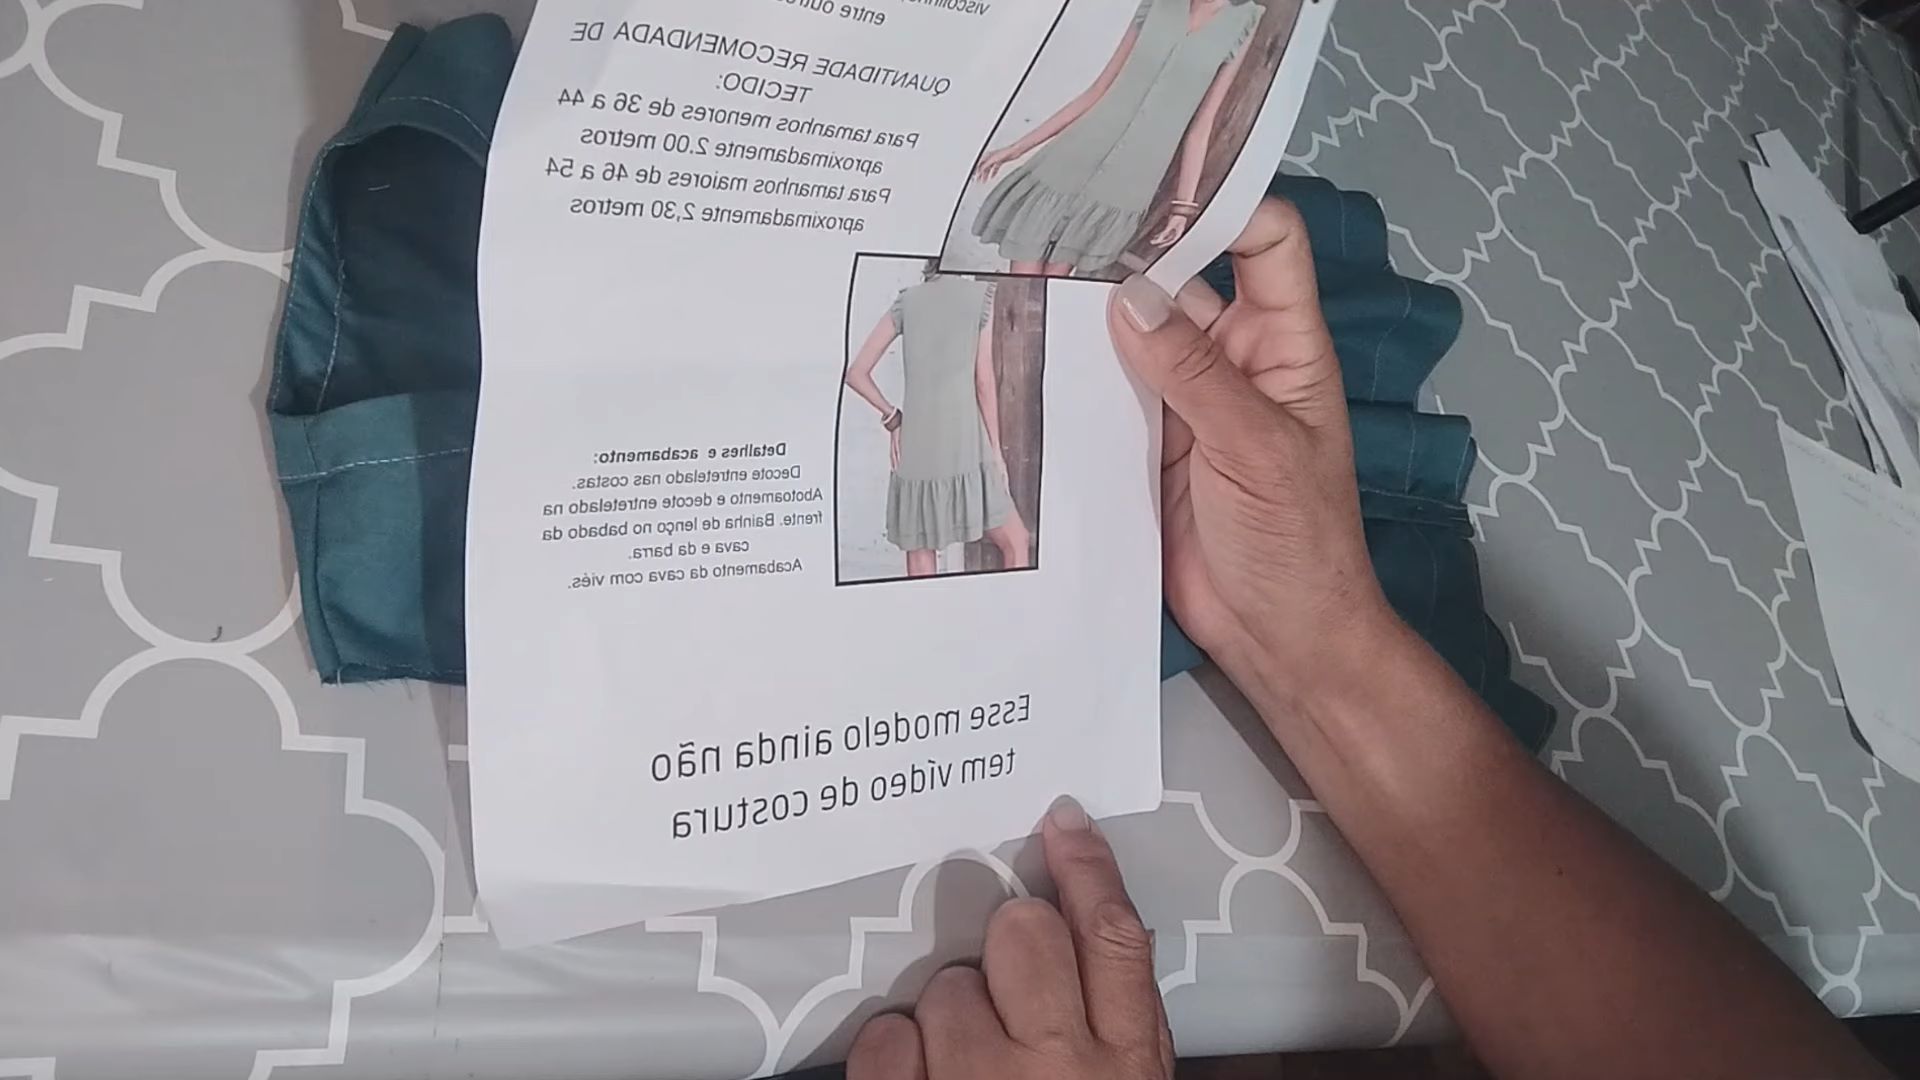 entre outros
QUANTIDADE RECOMENDADA DE
TECIDO:
Para tamanhos menores de 36 a 44
aproximadamente 2.00 metros
Para tamanhos maiores de 46 a 54
aproximadamente 2,30 metros
Detalhes e acabamento:
Decote entretelado nas costas.
Abotoamento e decote entretelado na
frente. Bainha de lenço no babado da
cava e da barra.
Acabamento da cava com viés.
Esse modelo ainda não
tem vídeo de costura